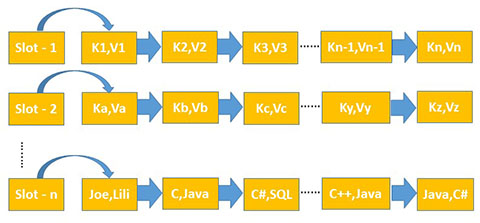 Slot - 1 K1,V1 K2,V2 K3,V3 Kn-1,Vn-1 Kn,Vn
Slot - 2 Ka,Va Kb,Vb Kc,Vc Ky,Vy Kz,Vz
Slot - n Joe,Lili C,Java C#,SQL C++,Java Java,C#